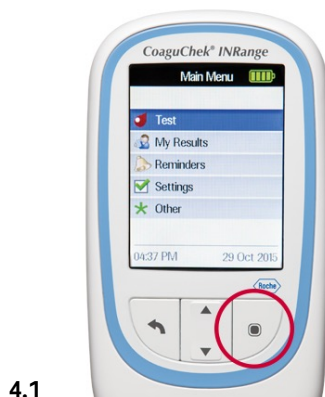 CoaguChek® INRange
Main Menu
Test
My Results
Reminders
Settings
Other
04:37 PM 29 Oct 2015
Roche
4.1